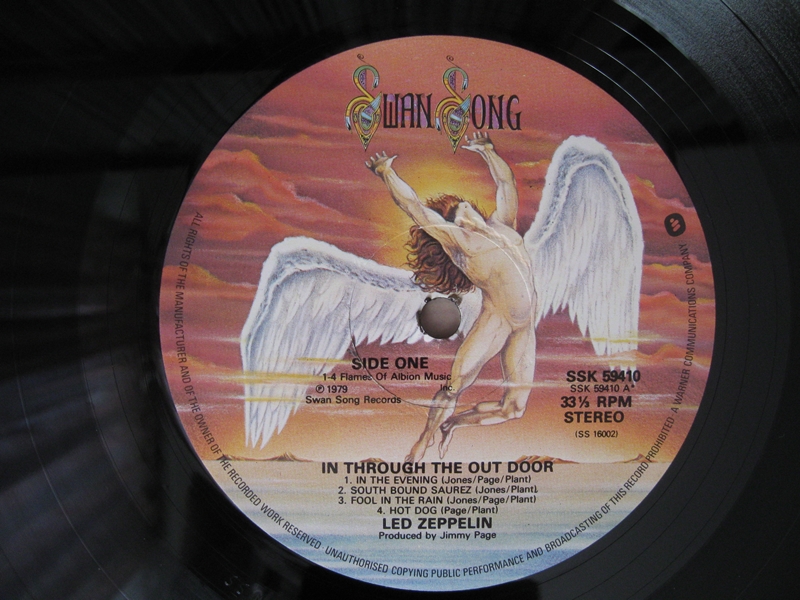 SWAN SONG
SIDE ONE
1-4 Flames Of Albion Music Inc.
℗ 1979
Swan Song Records
SSK 59410
SSK 59410 A*
33⅓ RPM
STEREO
(SS 16002)
IN THROUGH THE OUT DOOR
1. IN THE EVENING (Jones/Page/Plant)
2. SOUTH BOUND SAUREZ (Jones/Plant)
3. FOOL IN THE RAIN (Jones/Page/Plant)
4. HOT DOG (Page/Plant)
LED ZEPPELIN
Produced by Jimmy Page
ALL RIGHTS OF THE MANUFACTURER AND OF THE OWNER OF THE RECORDED WORK RESERVED · UNAUTHORISED COPYING PUBLIC PERFORMANCE AND BROADCASTING OF THIS RECORD PROHIBITED · A WARNER COMMUNICATIONS COMPANY